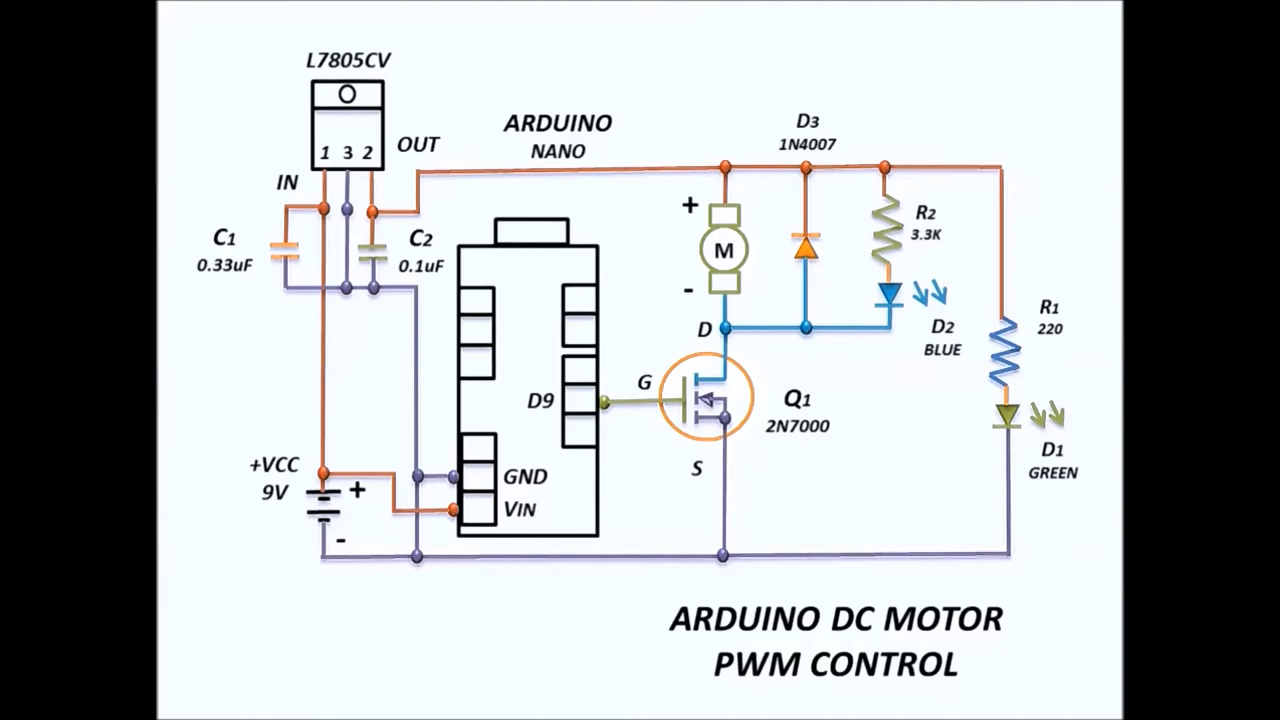 L7805CV
1 3 2
OUT
IN
C1
0.33uF
C2
0.1uF
ARDUINO
NANO
D3
1N4007
+
M
-
R2
3.3K
D2
BLUE
R1
220
D
G
D9
Q1
2N7000
S
D1
GREEN
+VCC
9V
+
-
GND
VIN
ARDUINO DC MOTOR
PWM CONTROL